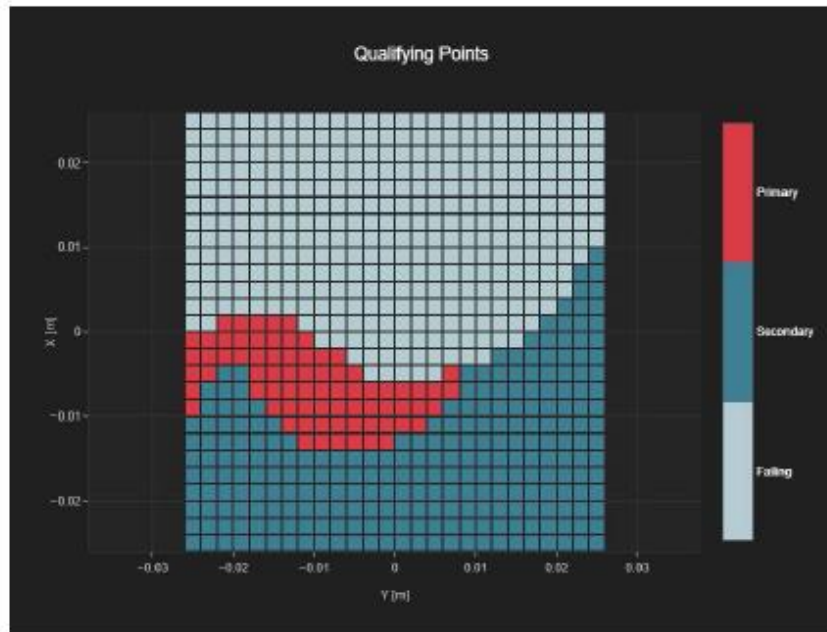 Qualifying Points
0.02
0.01
0
−0.01
−0.02
X [m]
−0.03
−0.02
−0.01
0
0.01
0.02
0.03
Y [m]
Primary
Secondary
Failing